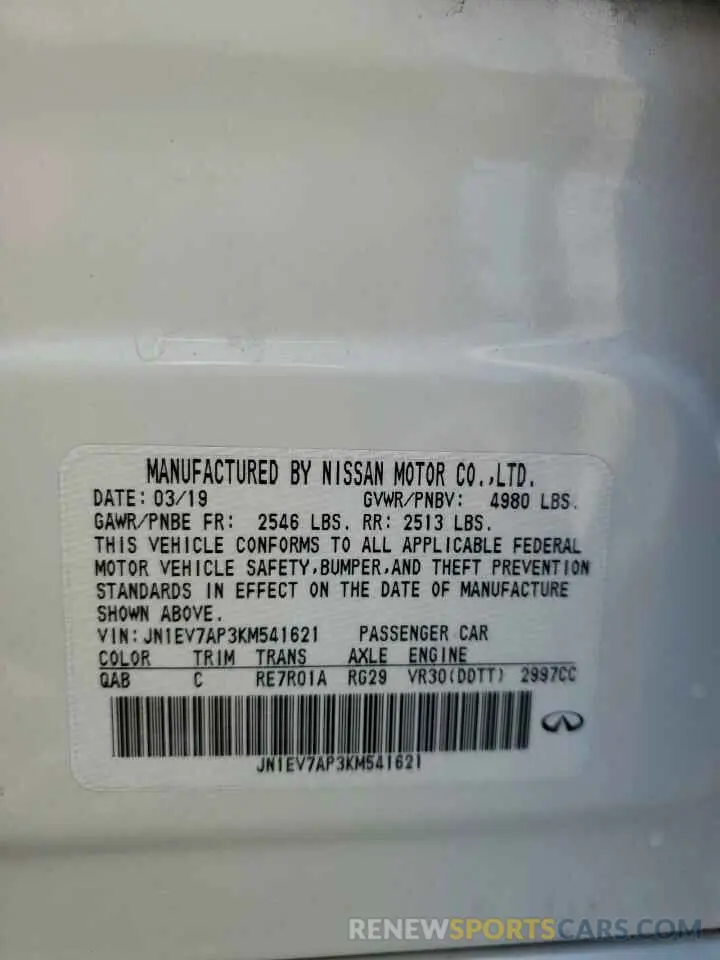 MANUFACTURED BY NISSAN MOTOR CO.,LTD.
DATE: 03/19 GVWR/PNBV: 4980 LBS.
GAWR/PNBE FR: 2546 LBS. RR: 2513 LBS.
THIS VEHICLE CONFORMS TO ALL APPLICABLE FEDERAL
MOTOR VEHICLE SAFETY,BUMPER,AND THEFT PREVENTION
STANDARDS IN EFFECT ON THE DATE OF MANUFACTURE
SHOWN ABOVE.
VIN:JN1EV7AP3KM541621 PASSENGER CAR
COLOR TRIM TRANS AXLE ENGINE
QAB C RE7R01A RG29 VR30(DDTT) 2997CC
JN1EV7AP3KM541621
RENEWSPORTSCARS.COM